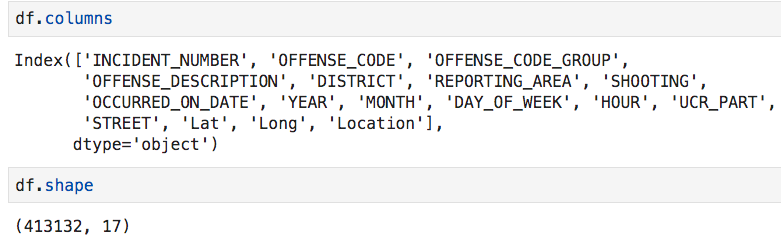 df.columns
Index(['INCIDENT_NUMBER', 'OFFENSE_CODE', 'OFFENSE_CODE_GROUP',
'OFFENSE_DESCRIPTION', 'DISTRICT', 'REPORTING_AREA', 'SHOOTING',
'OCCURRED_ON_DATE', 'YEAR', 'MONTH', 'DAY_OF_WEEK', 'HOUR', 'UCR_PART',
'STREET', 'Lat', 'Long', 'Location'],
dtype='object')
df.shape
(413132, 17)